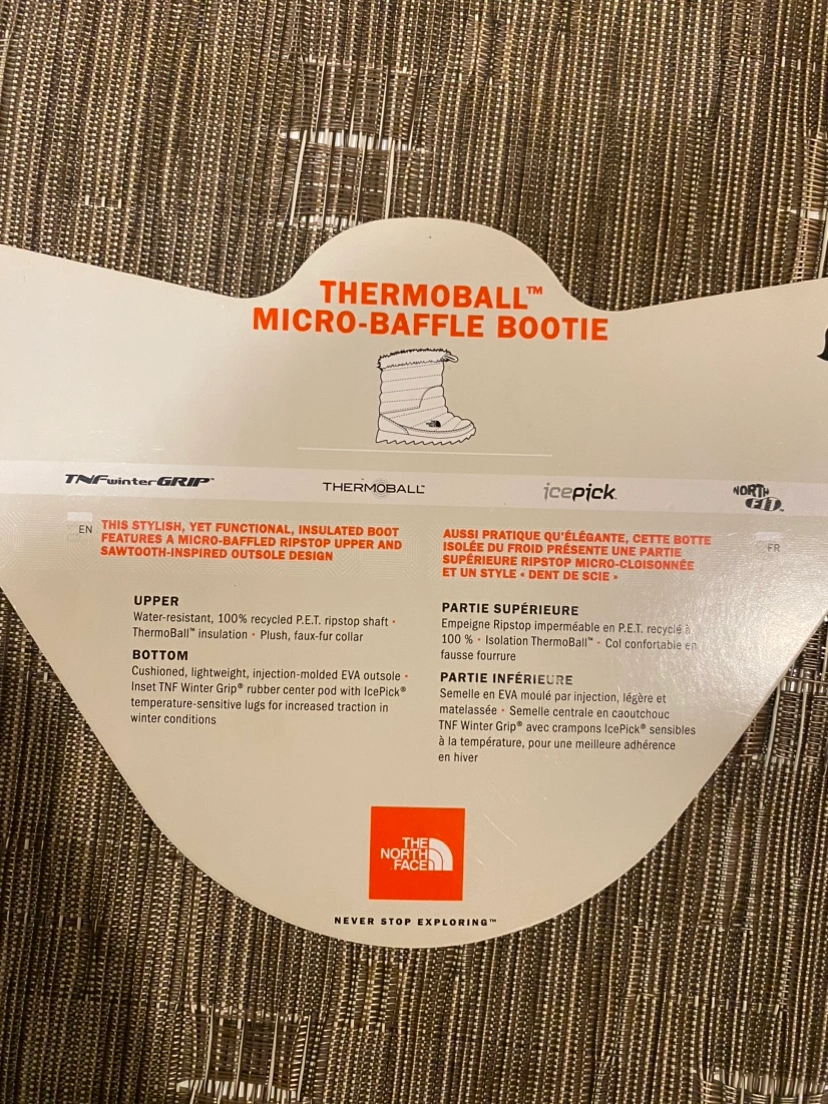 THERMOBALL™
MICRO-BAFFLE BOOTIE
TNF winter GRIP™
THERMOBALL™
icepick
NORTH
FIT™
EN
THIS STYLISH, YET FUNCTIONAL, INSULATED BOOT
FEATURES A MICRO-BAFFLED RIPSTOP UPPER AND
SAWTOOTH-INSPIRED OUTSOLE DESIGN
UPPER
Water-resistant, 100% recycled P.E.T. ripstop shaft •
ThermoBall™ insulation • Plush, faux-fur collar
BOTTOM
Cushioned, lightweight, injection-molded EVA outsole •
Inset TNF Winter Grip® rubber center pod with IcePick®
temperature-sensitive lugs for increased traction in
winter conditions
FR
AUSSI PRATIQUE QU'ÉLÉGANTE, CETTE BOTTE
ISOLÉE DU FROID PRÉSENTE UNE PARTIE
SUPÉRIEURE RIPSTOP MICRO-CLOISONNÉE
ET UN STYLE « DENT DE SCIE »
PARTIE SUPÉRIEURE
Empeigne Ripstop imperméable en P.E.T. recyclé à
100 % • Isolation ThermoBall™ • Col confortable en
fausse fourrure
PARTIE INFÉRIEURE
Semelle en EVA moulé par injection, légère et
matelassée • Semelle centrale en caoutchouc
TNF Winter Grip® avec crampons IcePick® sensibles
à la température, pour une meilleure adhérence
en hiver
THE
NORTH
FACE
NEVER STOP EXPLORING™